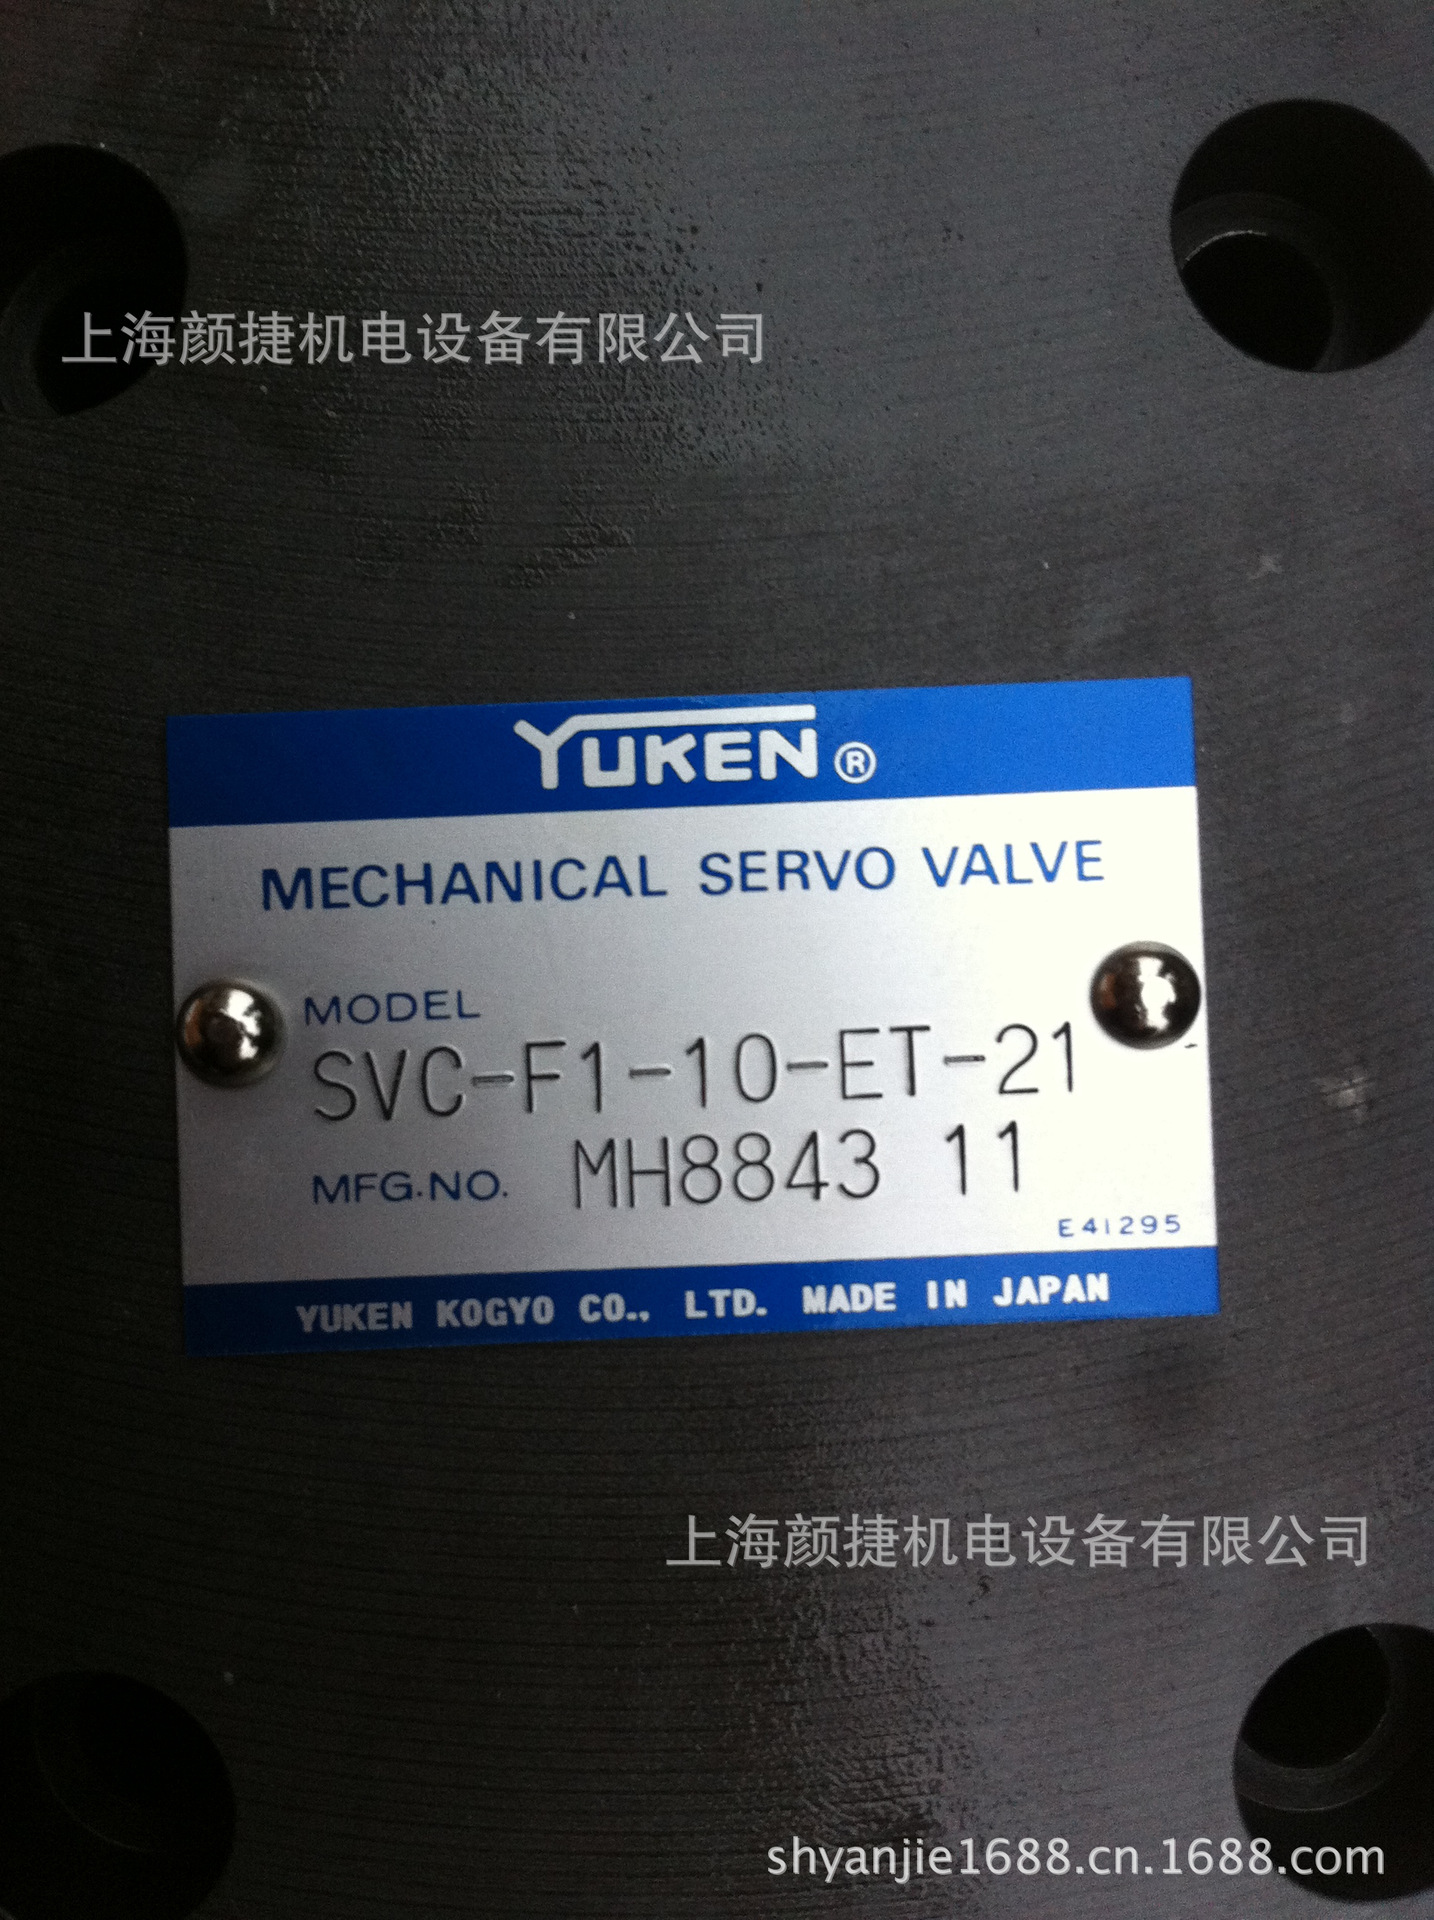 上海颜捷机电设备有限公司
YUKEN®
MECHANICAL SERVO VALVE
MODEL
SVC-F1-10-ET-21
MFG.NO. MH8843 11
E41295
YUKEN KOGYO CO., LTD. MADE IN JAPAN
上海颜捷机电设备有限公司
shyanjie1688.cn.1688.com